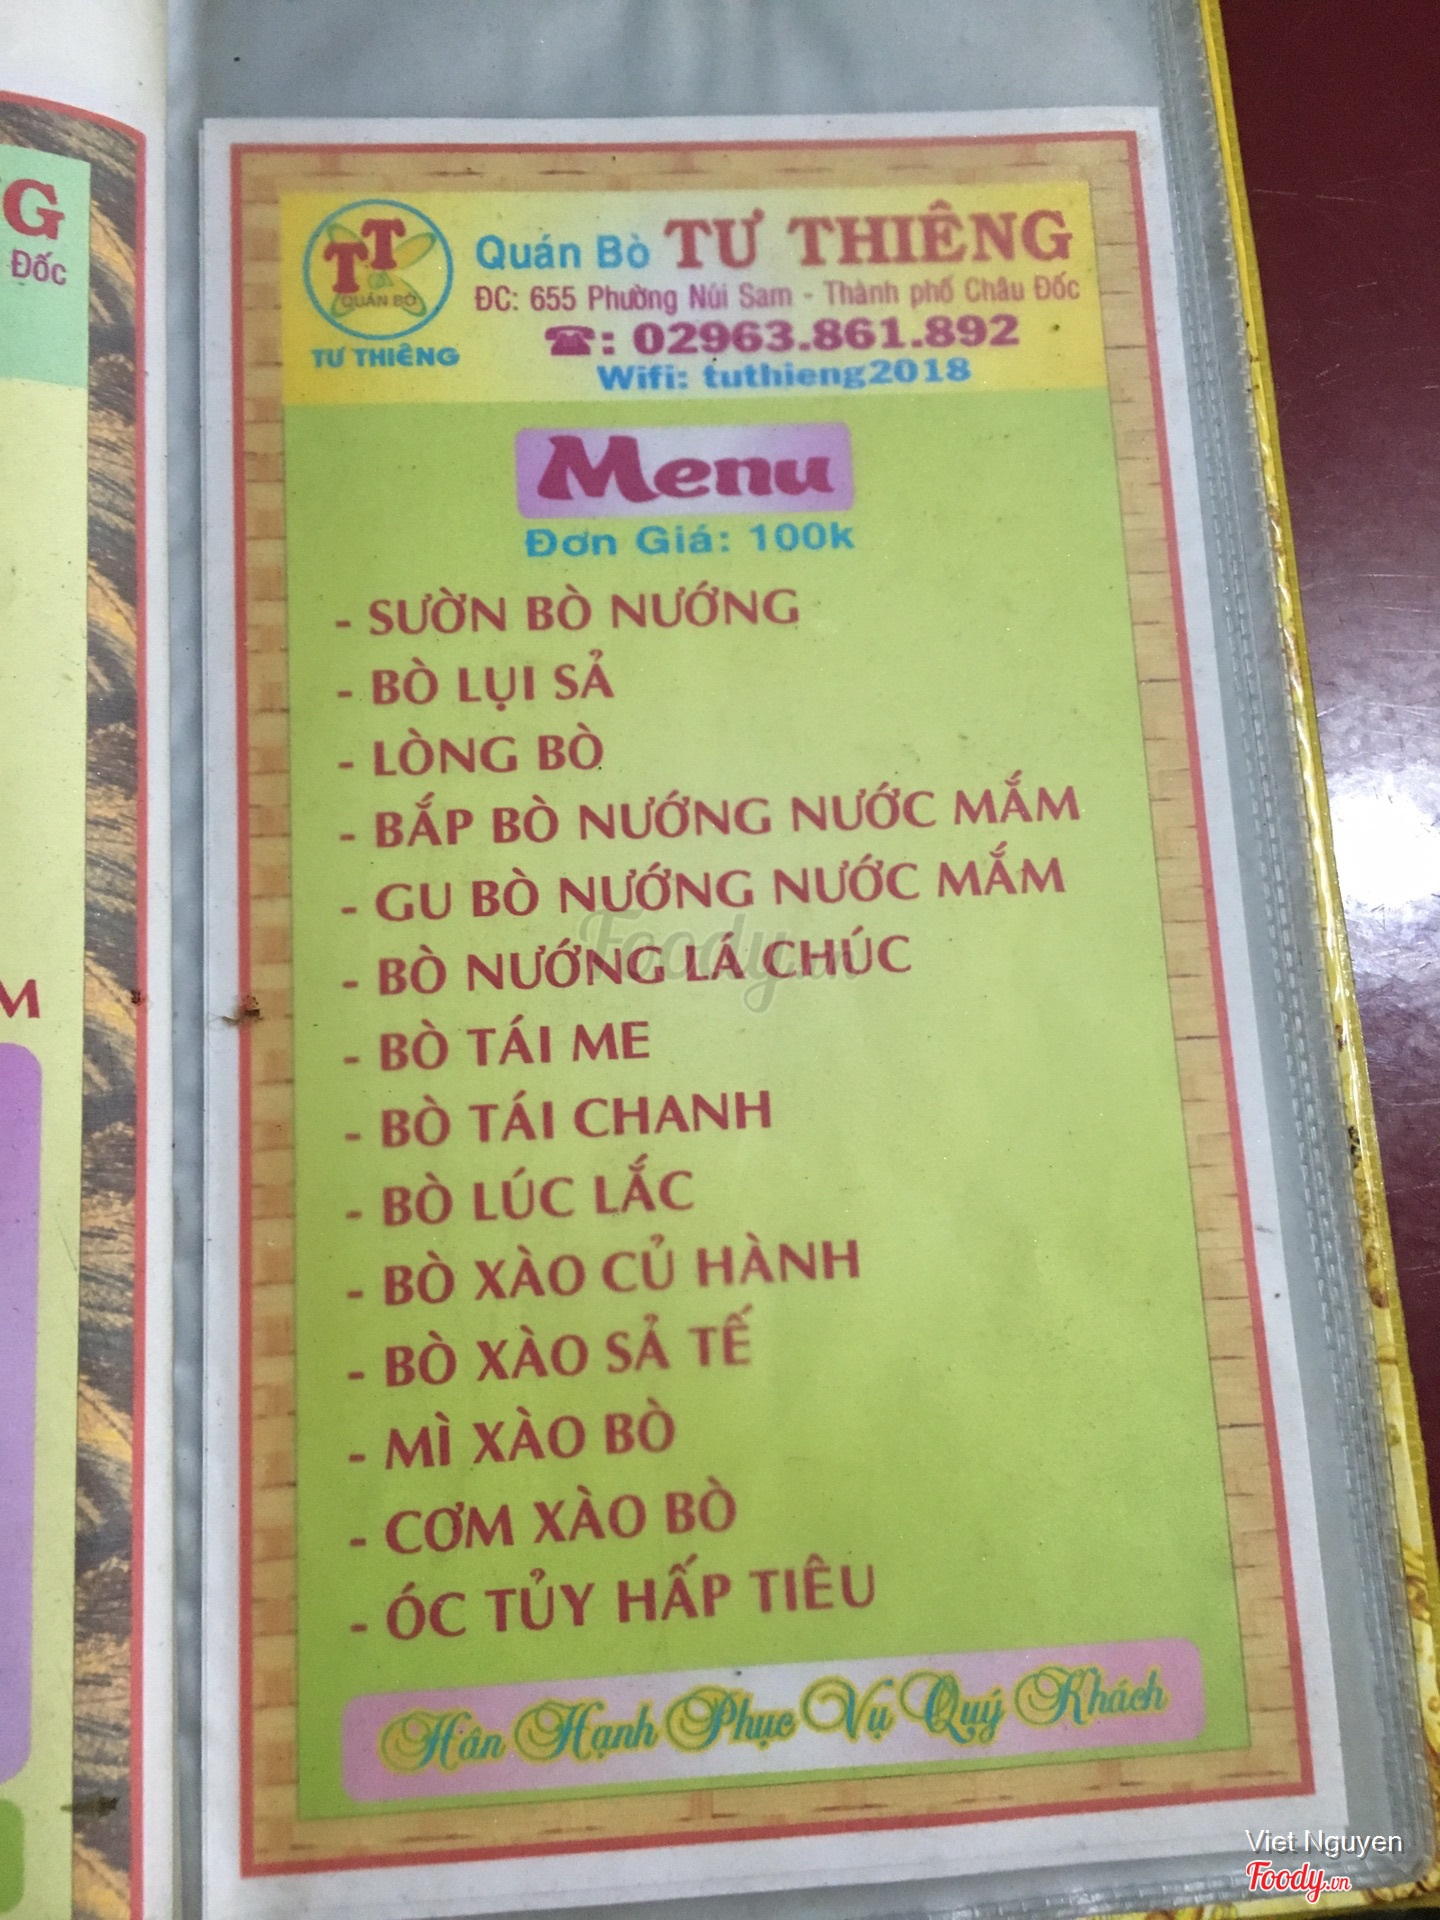 NG
Đốc
M
TT
QUÁN BÒ
TƯ THIÊNG
Quán Bò TƯ THIÊNG
ĐC: 655 Phường Núi Sam - Thành phố Châu Đốc
☎: 02963.861.892
Wifi: tuthieng2018
Menu
Đơn Giá: 100k
- SƯỜN BÒ NƯỚNG
- BÒ LỤI SẢ
- LÒNG BÒ
- BẮP BÒ NƯỚNG NƯỚC MẮM
- GU BÒ NƯỚNG NƯỚC MẮM
- BÒ NƯỚNG LÁ CHÚC
- BÒ TÁI ME
- BÒ TÁI CHANH
- BÒ LÚC LẮC
- BÒ XÀO CỦ HÀNH
- BÒ XÀO SẢ TẾ
- MÌ XÀO BÒ
- CƠM XÀO BÒ
- ÓC TỦY HẤP TIÊU
Hân Hạnh Phục Vụ Quý Khách
Foody.vn
Viet Nguyen
Foody.vn